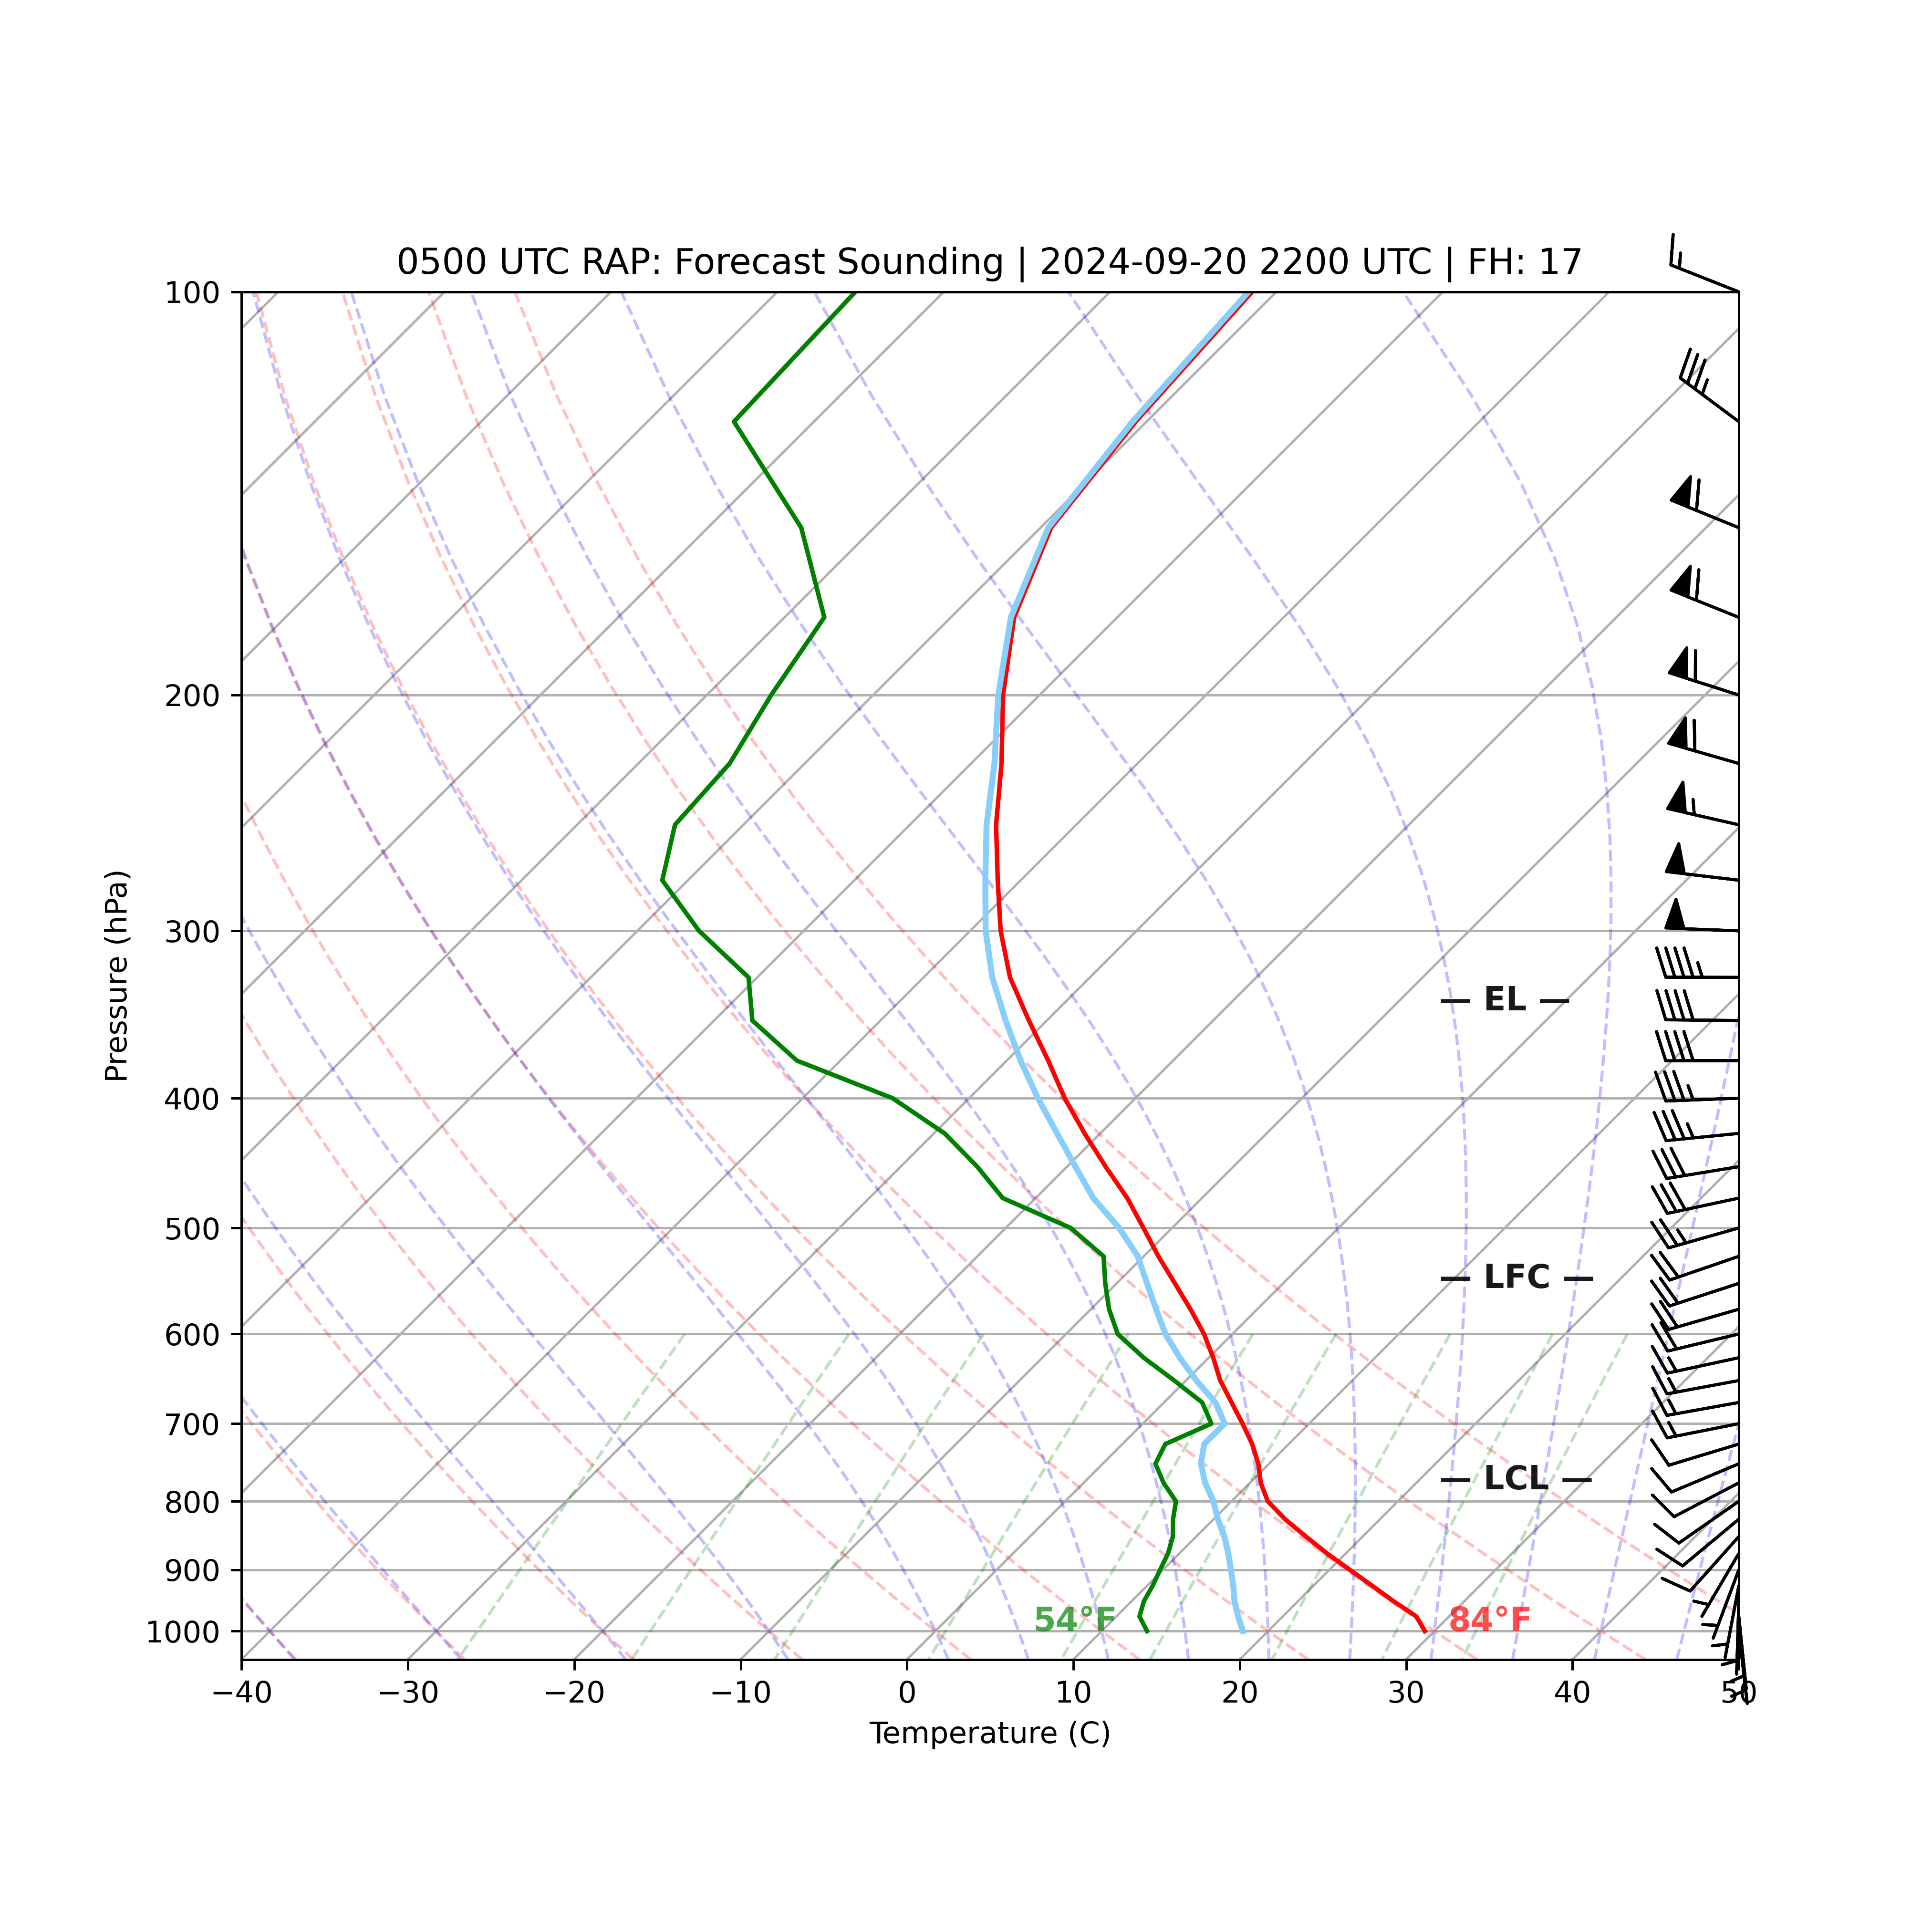 0500 UTC RAP: Forecast Sounding | 2024-09-20 2200 UTC | FH: 17
100
200
300
400
500
600
700
800
900
1000
Pressure (hPa)
— EL —
— LFC —
— LCL —
54°F
84°F
−40 −30 −20 −10 0 10 20 30 40 50
Temperature (C)